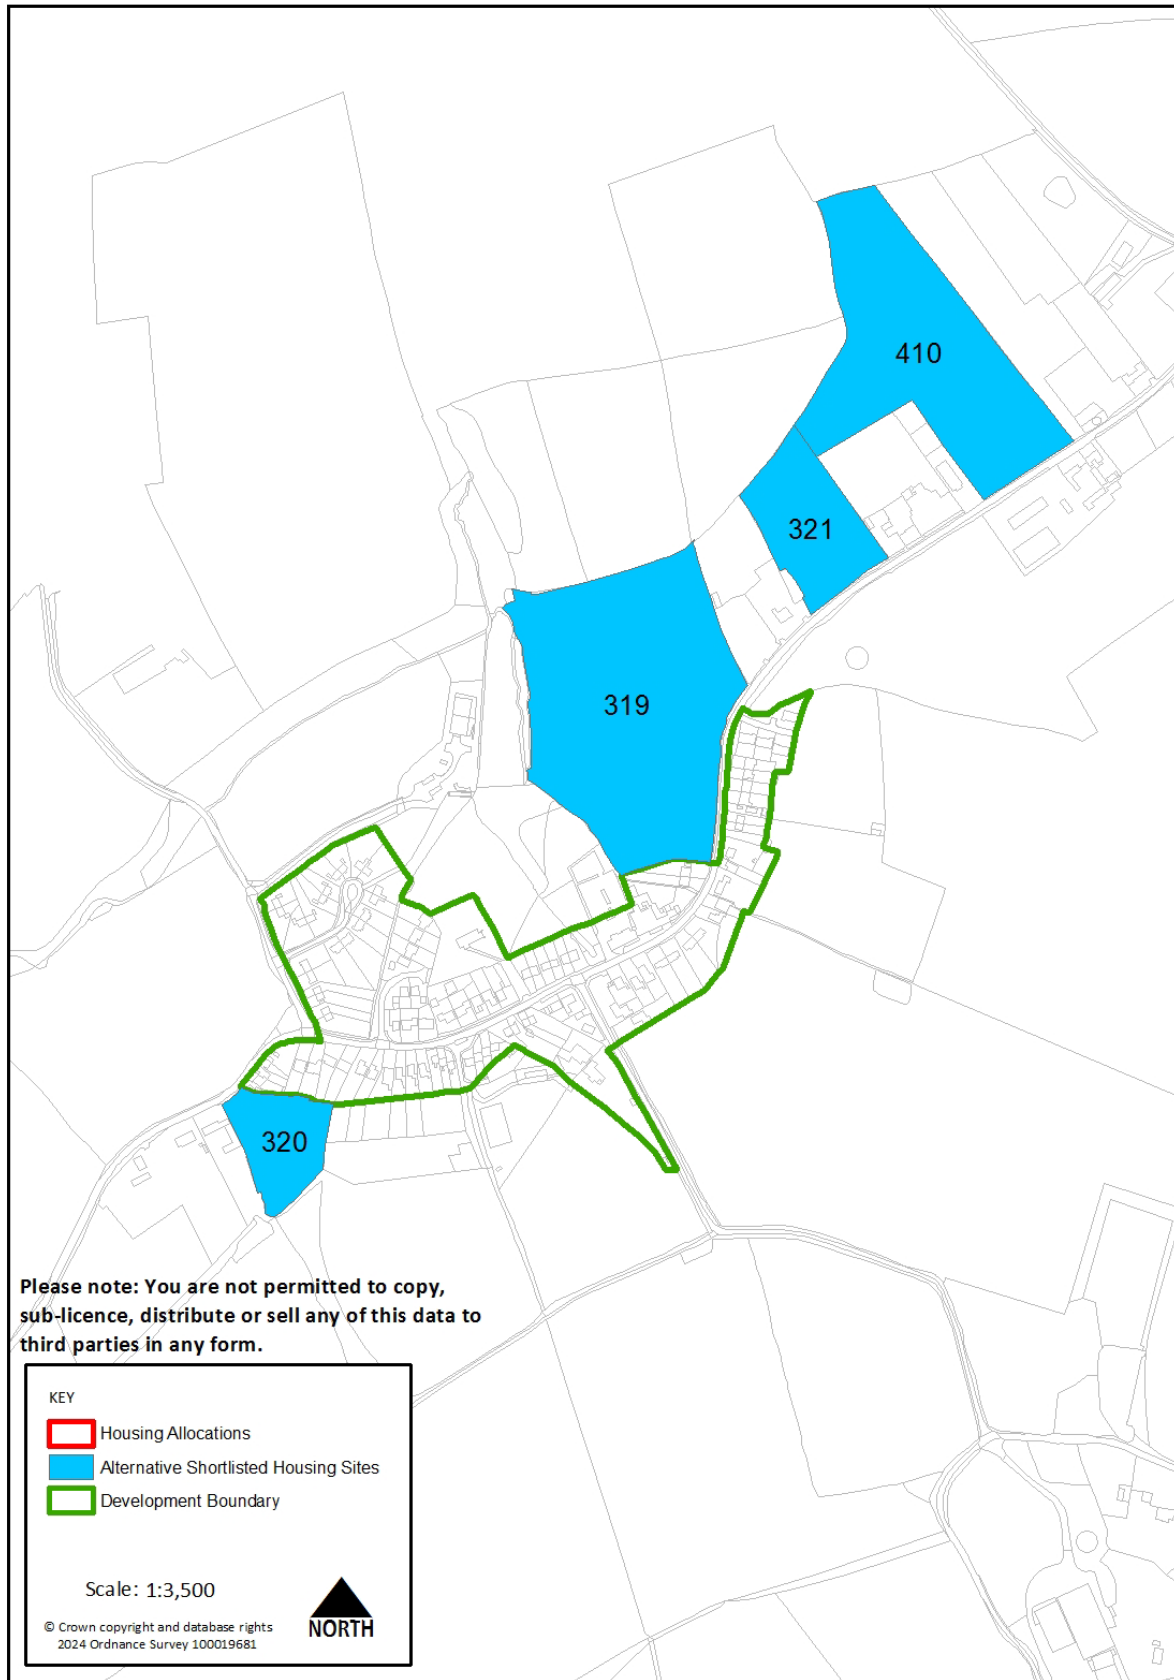 410
321
319
320
Please note: You are not permitted to copy,
sub-licence, distribute or sell any of this data to
third parties in any form.
KEY
Housing Allocations
Alternative Shortlisted Housing Sites
Development Boundary
Scale: 1:3,500
NORTH
© Crown copyright and database rights
2024 Ordnance Survey 100019681